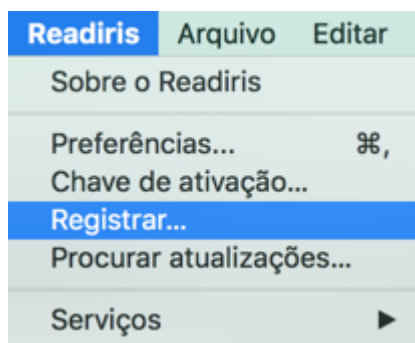 Readiris Arquivo Editar
Sobre o Readiris
Preferências... ⌘,
Chave de ativação...
Registrar...
Procurar atualizações...
Serviços ▶